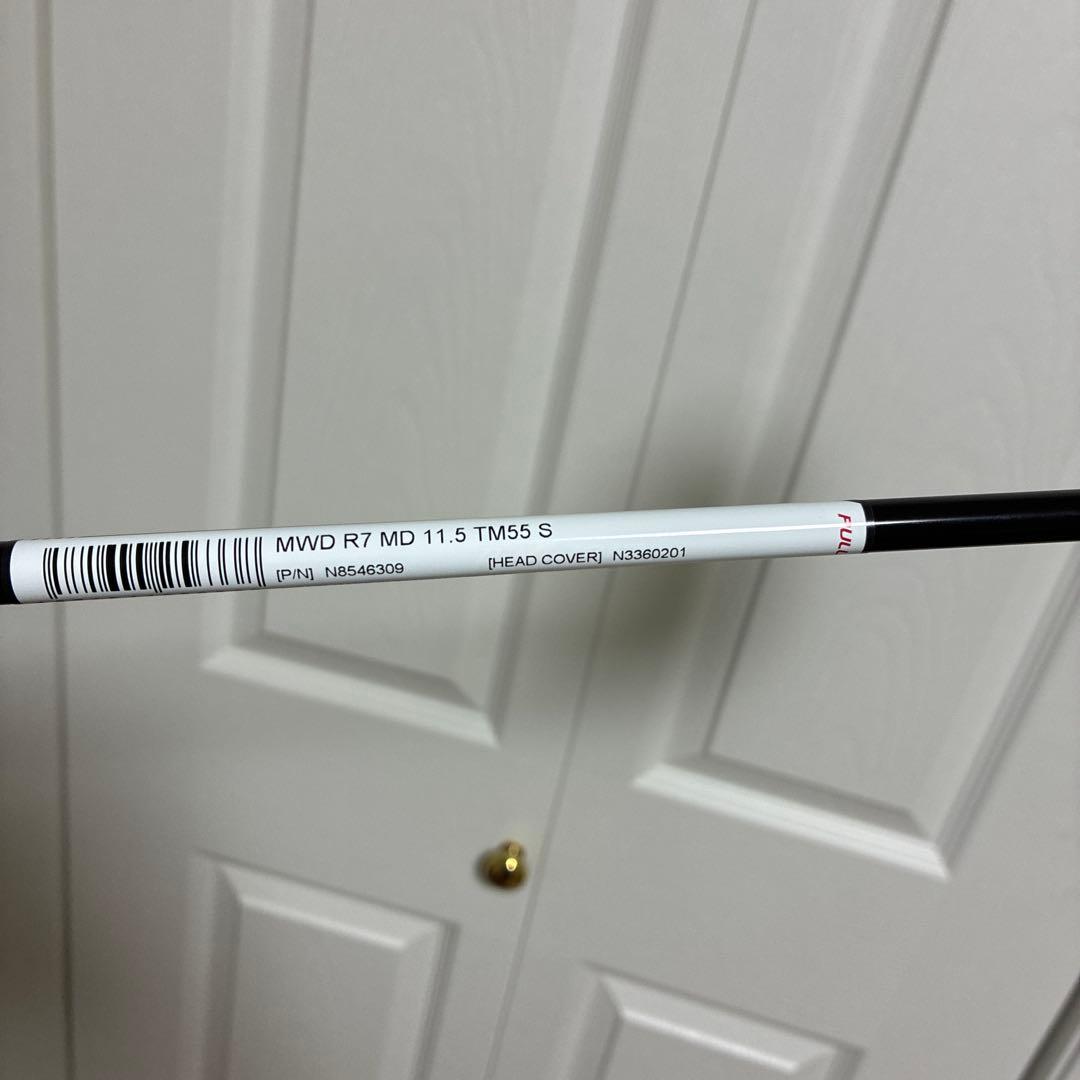 MWD R7 MD 11.5 TM55 S
[P/N] N8546309 [HEAD COVER] N3360201